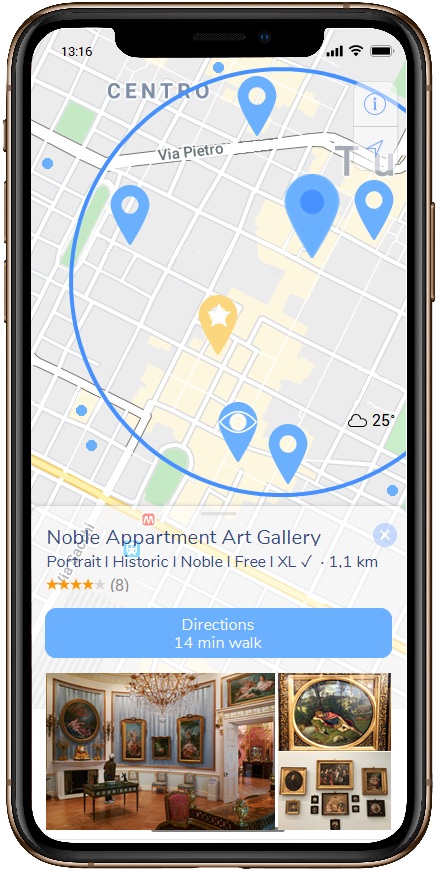 13:16
CENTRO
Via Pietro
Tu
25°
M
Noble Appartment Art Gallery
Portrait I Historic I Noble I Free I XL ✓ · 1,1 km
(8)
Directions
14 min walk